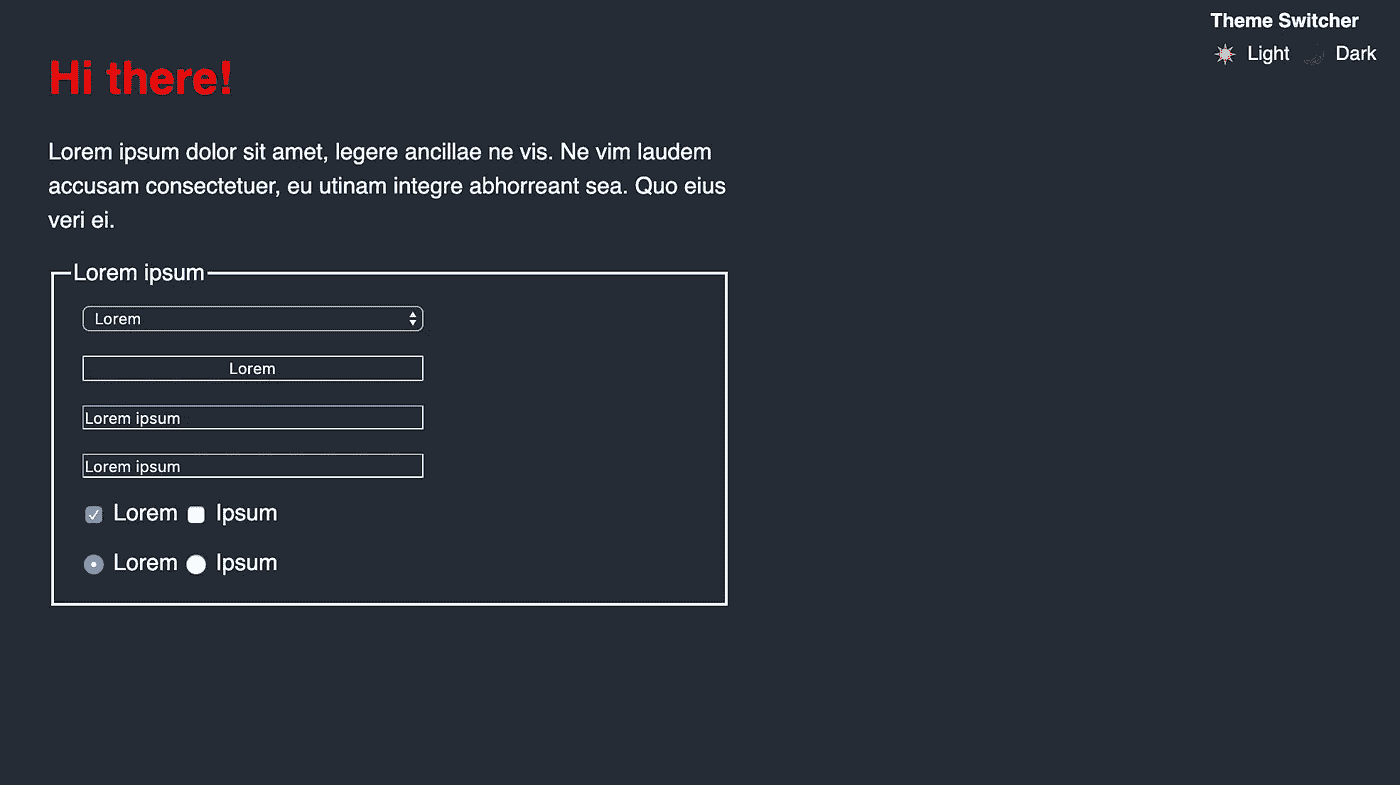 Theme Switcher
Light Dark
Hi there!
Lorem ipsum dolor sit amet, legere ancillae ne vis. Ne vim laudem
accusam consectetuer, eu utinam integre abhorreant sea. Quo eius
veri ei.
Lorem ipsum
Lorem
Lorem
Lorem ipsum
Lorem ipsum
Lorem Ipsum
Lorem Ipsum